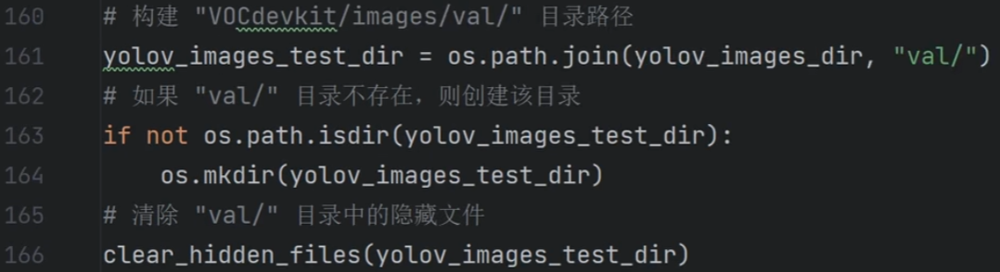 160 # 构建 "VOCdevkit/images/val/" 目录路径
161 yolov_images_test_dir = os.path.join(yolov_images_dir, "val/")
162 # 如果 "val/" 目录不存在，则创建该目录
163 if not os.path.isdir(yolov_images_test_dir):
164     os.mkdir(yolov_images_test_dir)
165 # 清除 "val/" 目录中的隐藏文件
166 clear_hidden_files(yolov_images_test_dir)